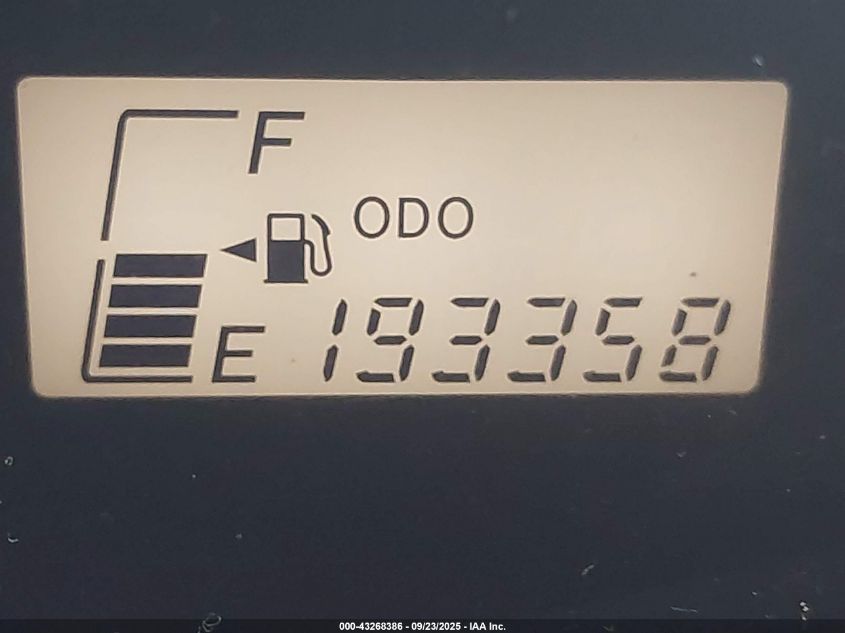 F
ODO
E 193358
000-43268386 - 09/23/2025 - IAA Inc.